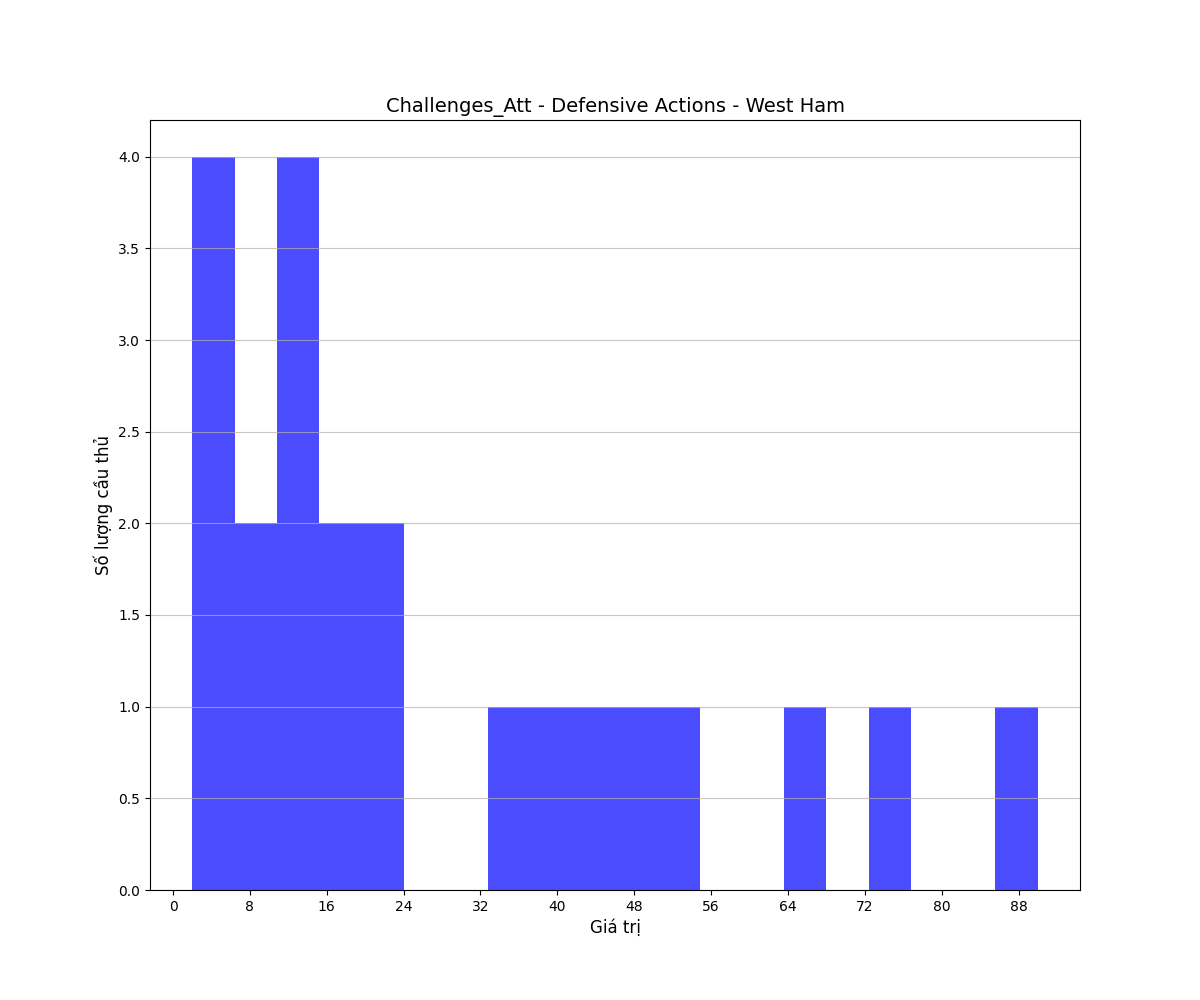 Challenges_Att - Defensive Actions - West Ham
4.0
3.5
3.0
2.5
2.0
1.5
1.0
0.5
0.0
Số lượng cầu thủ
0 8 16 24 32 40 48 56 64 72 80 88
Giá trị